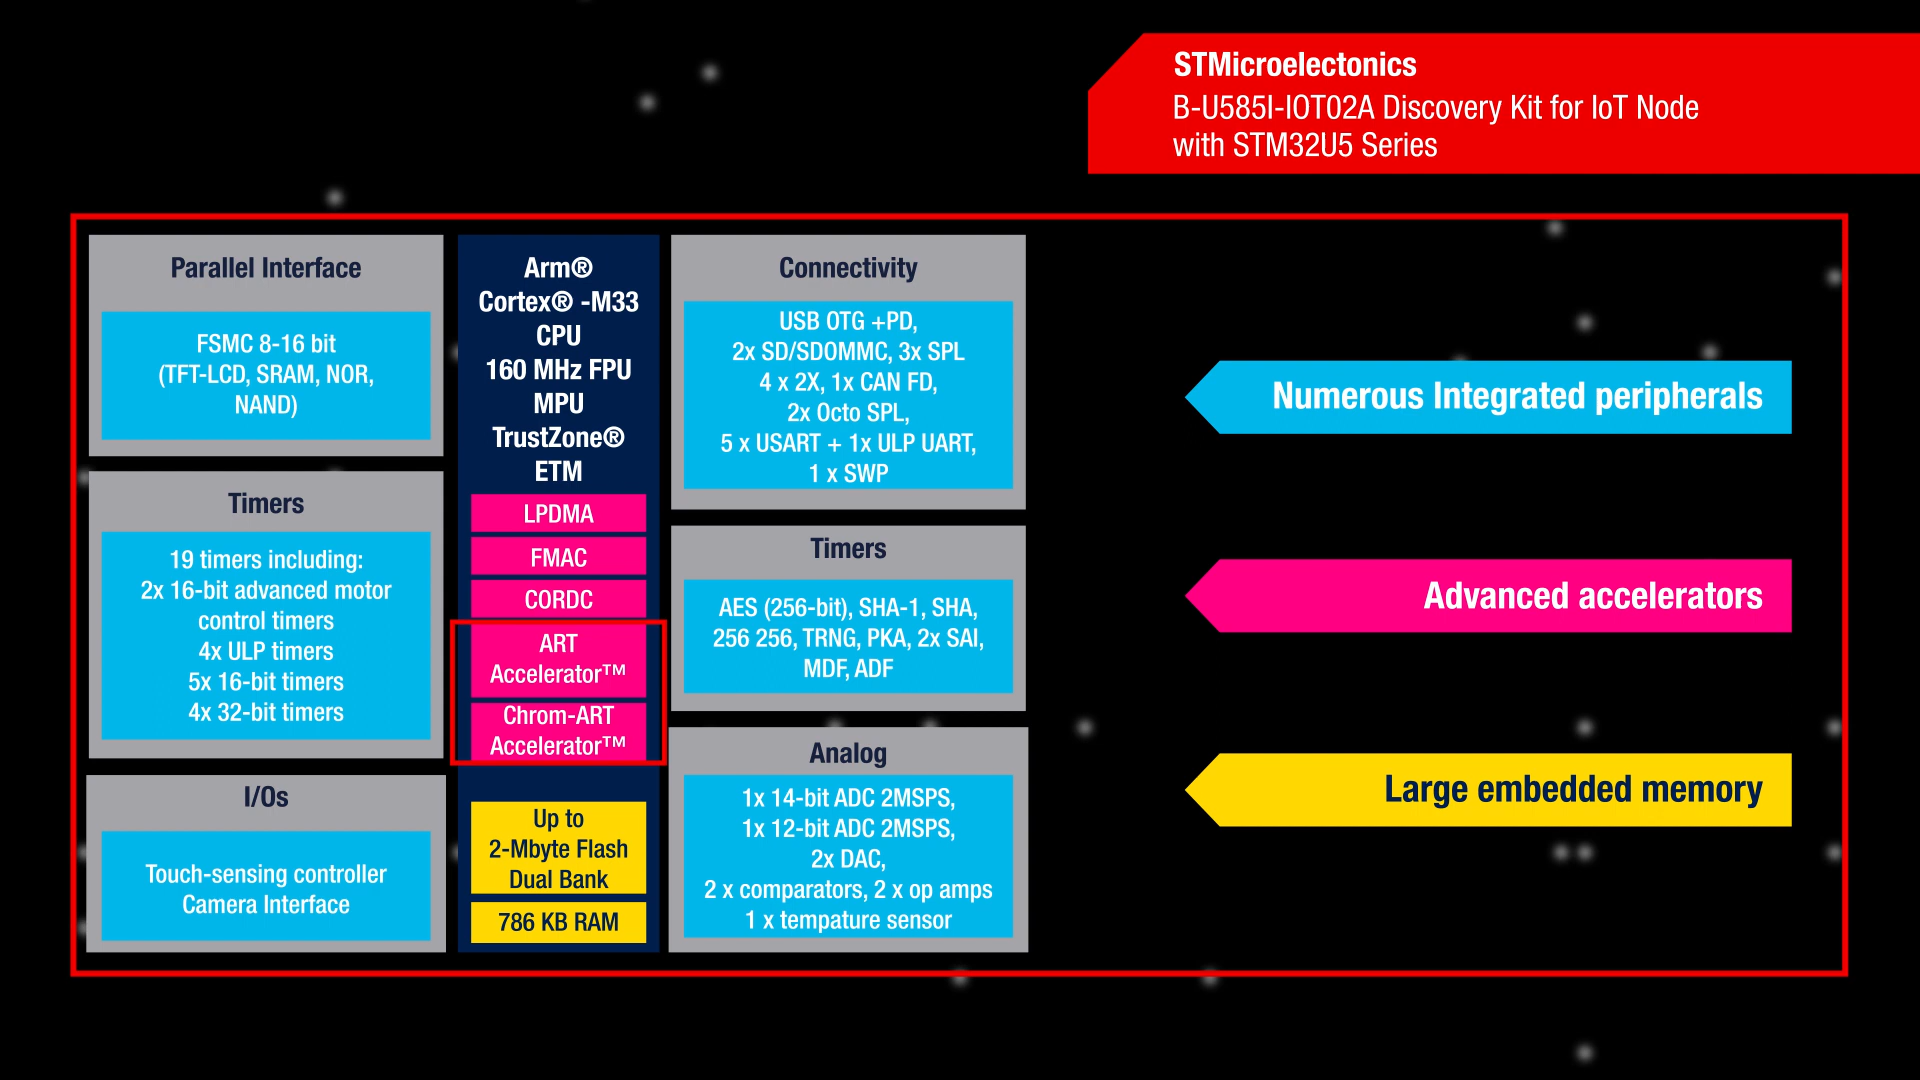 STMicroelectonics
B-U585I-IOT02A Discovery Kit for IoT Node
with STM32U5 Series
Parallel Interface
FSMC 8-16 bit
(TFT-LCD, SRAM, NOR,
NAND)
Timers
19 timers including:
2x 16-bit advanced motor
control timers
4x ULP timers
5x 16-bit timers
4x 32-bit timers
I/Os
Touch-sensing controller
Camera Interface
Arm®
Cortex® -M33
CPU
160 MHz FPU
MPU
TrustZone®
ETM
LPDMA
FMAC
CORDC
ART
Accelerator™
Chrom-ART
Accelerator™
Up to
2-Mbyte Flash
Dual Bank
786 KB RAM
Connectivity
USB OTG +PD,
2x SD/SDOMMC, 3x SPL
4 x 2X, 1x CAN FD,
2x Octo SPL,
5 x USART + 1x ULP UART,
1 x SWP
Timers
AES (256-bit), SHA-1, SHA,
256 256, TRNG, PKA, 2x SAI,
MDF, ADF
Analog
1x 14-bit ADC 2MSPS,
1x 12-bit ADC 2MSPS,
2x DAC,
2 x comparators, 2 x op amps
1 x tempature sensor
Numerous Integrated peripherals
Advanced accelerators
Large embedded memory